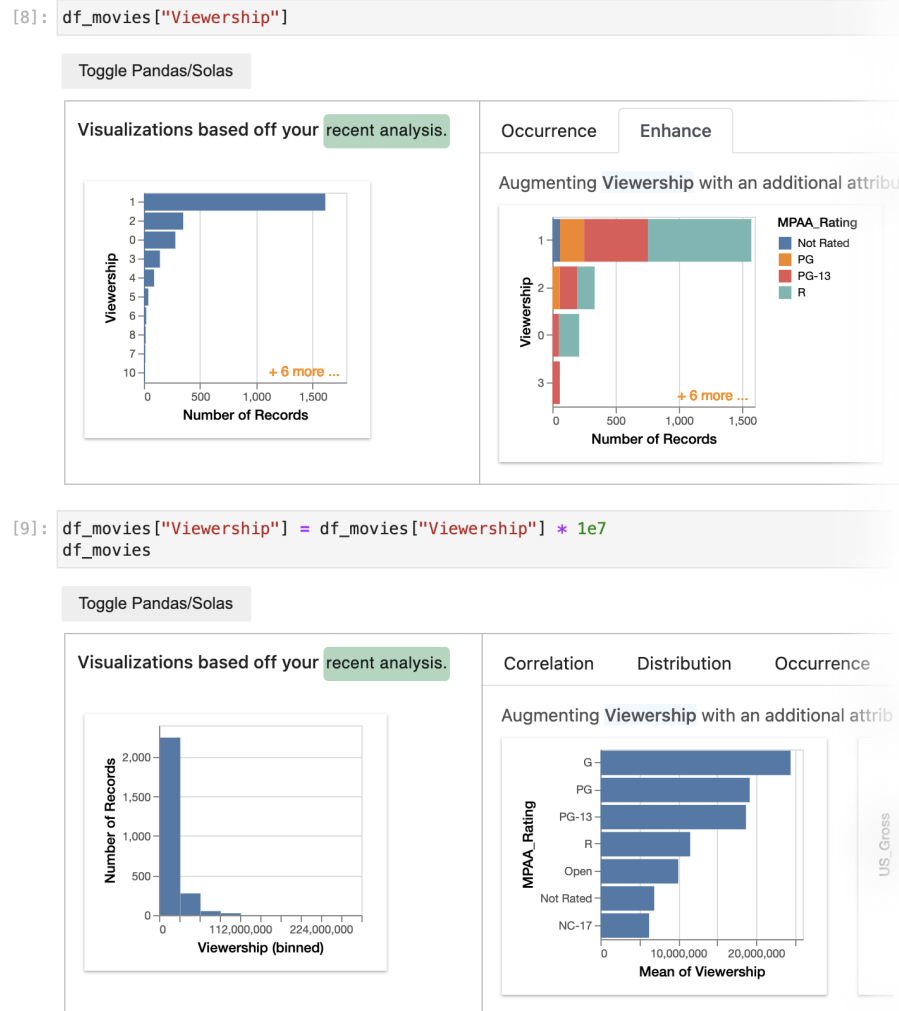 [8]: df_movies["Viewership"]
Toggle Pandas/Solas
Visualizations based off your recent analysis.
Viewership
1
2
0
3
4
5
6
8
7
10
+ 6 more ...
0 500 1,000 1,500
Number of Records
Occurrence Enhance
Augmenting Viewership with an additional attribu
Viewership
1
2
0
3
+ 6 more ...
0 500 1,000 1,500
Number of Records
MPAA_Rating
Not Rated
PG
PG-13
R
[9]: df_movies["Viewership"] = df_movies["Viewership"] * 1e7
df_movies
Toggle Pandas/Solas
Visualizations based off your recent analysis.
Number of Records
2,000
1,500
1,000
500
0
0 112,000,000 224,000,000
Viewership (binned)
Correlation Distribution Occurrence
Augmenting Viewership with an additional attrib
MPAA_Rating
G
PG
PG-13
R
Open
Not Rated
NC-17
0 10,000,000 20,000,000
Mean of Viewership
US_Gross